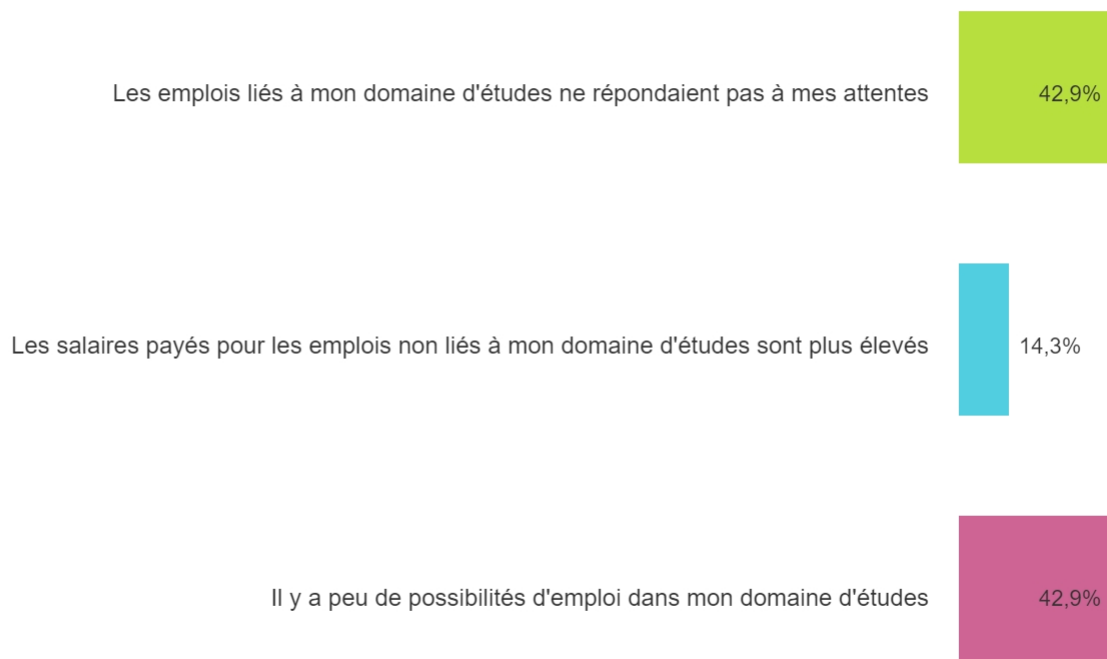 Les emplois liés à mon domaine d'études ne répondaient pas à mes attentes 42,9%
Les salaires payés pour les emplois non liés à mon domaine d'études sont plus élevés 14,3%
Il y a peu de possibilités d'emploi dans mon domaine d'études 42,9%